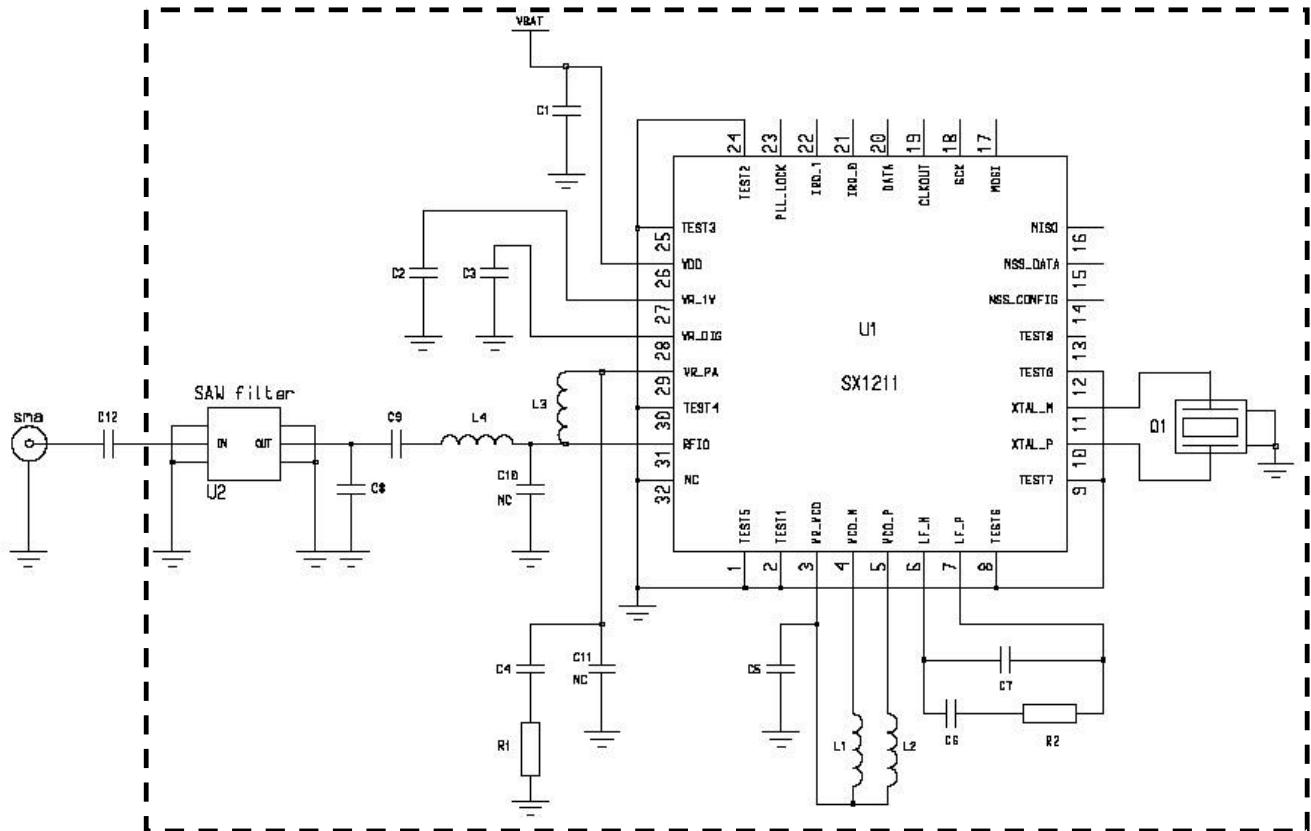 VBAT
C1
24
23
22
21
20
19
18
17
TEST2
PLL_LOCK
IRQ_1
IRQ_0
DATA
CLKOUT
SCK
MOSI
TEST3
25
VDD
26
VR_1V
27
VR_DIG
28
VR_PA
29
TEST4
30
RFIO
31
NC
32
MISO
16
NSS_DATA
15
NSS_CONFIG
14
TEST8
13
TEST6
12
XTAL_M
11
XTAL_P
10
TEST7
9
U1
SX1211
C2
C3
SAW filter
sma
C12
IN
OUT
U2
C9
L4
L3
C8
C10
NC
Q1
TEST5
TEST1
VR_VCO
VCO_M
VCO_P
LF_M
LF_P
1
2
3
4
5
6
7
8
C4
C11
NC
R1
C5
L1
L2
C7
C6
R2